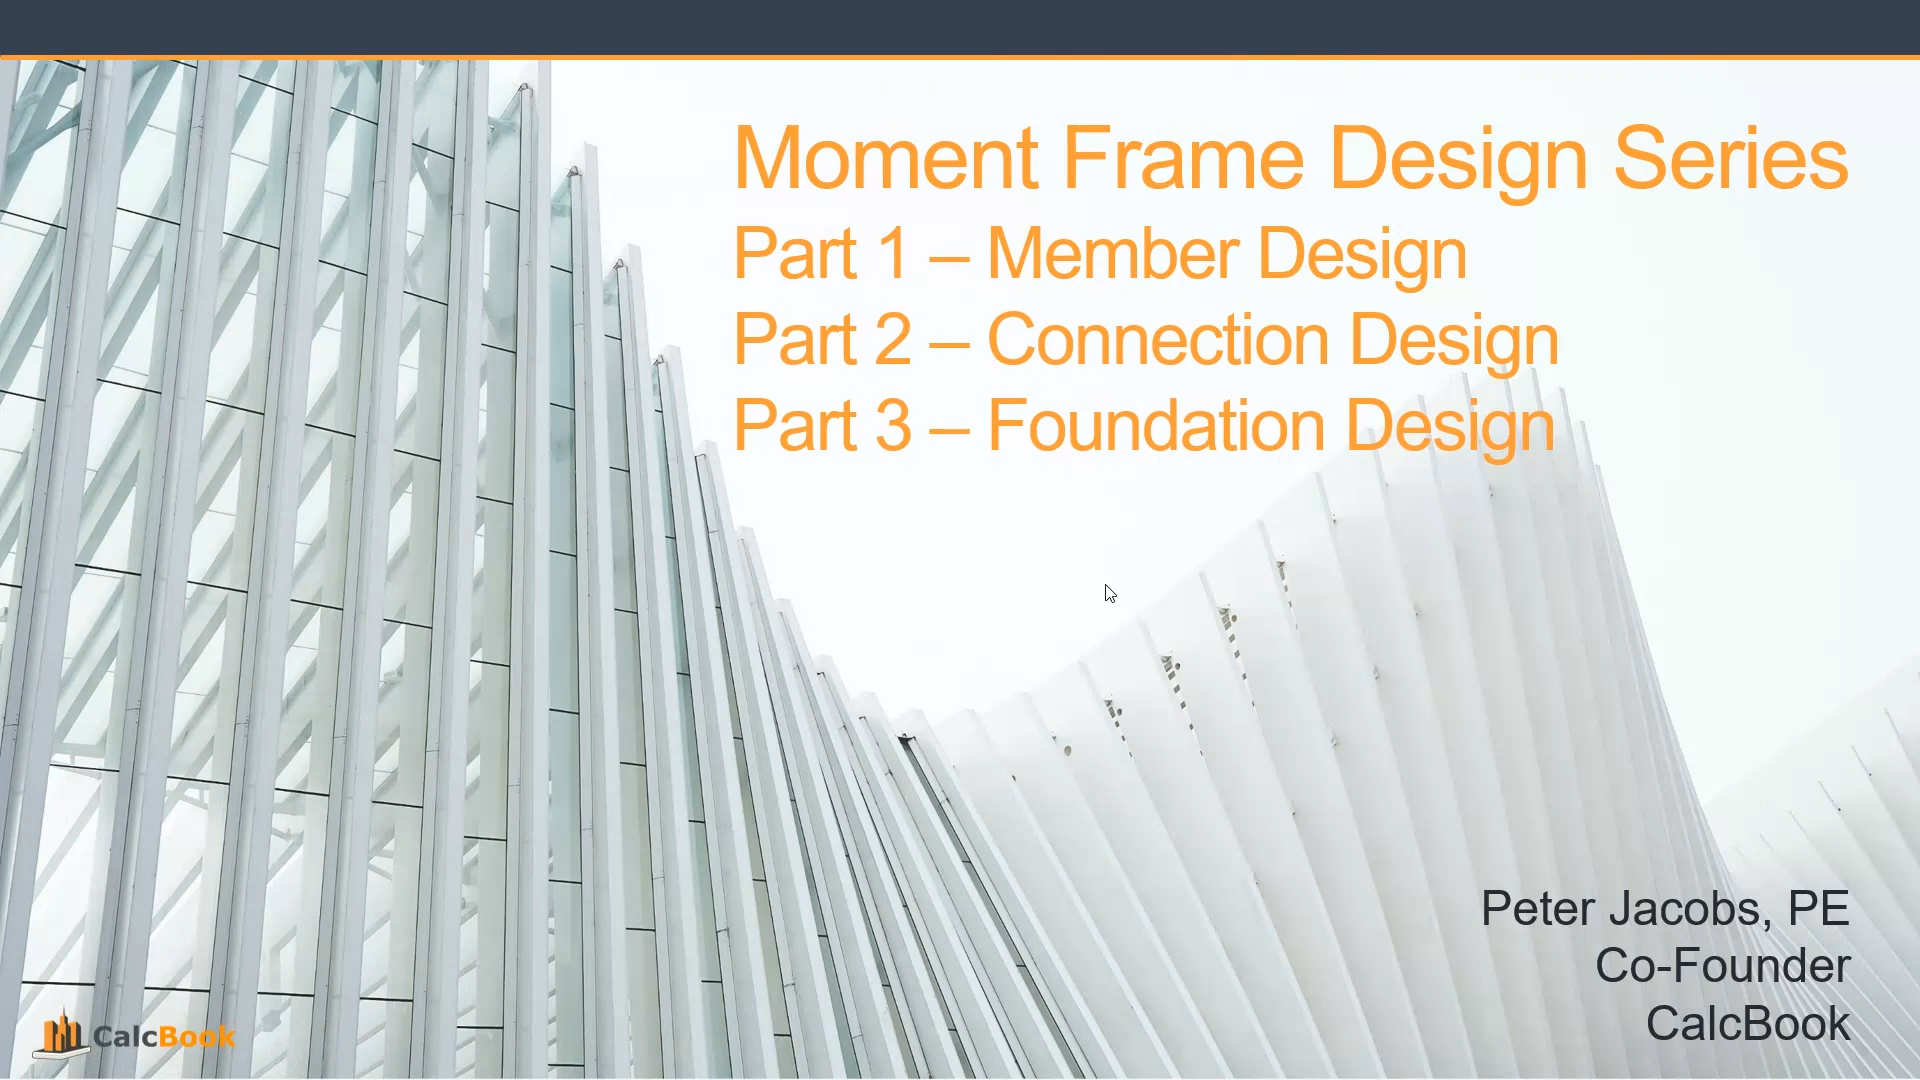 Moment Frame Design Series
Part 1 – Member Design
Part 2 – Connection Design
Part 3 – Foundation Design
Peter Jacobs, PE
Co-Founder
CalcBook
CalcBook